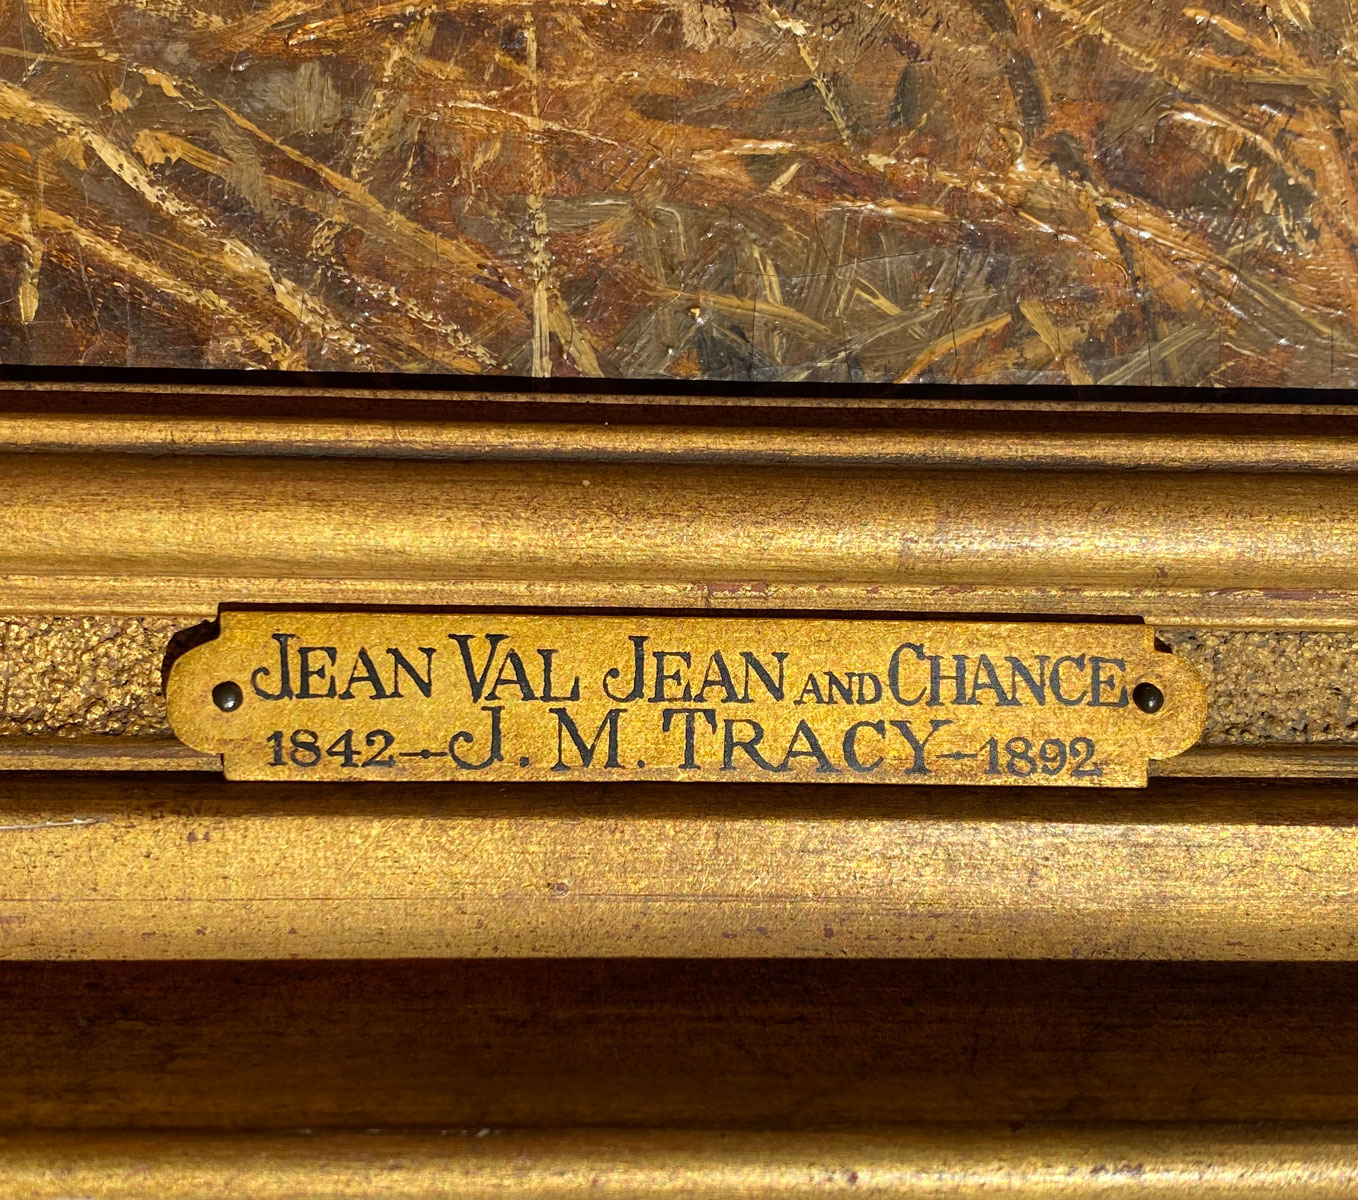 JEAN VAL JEAN AND CHANCE
1842–J. M. TRACY–1892